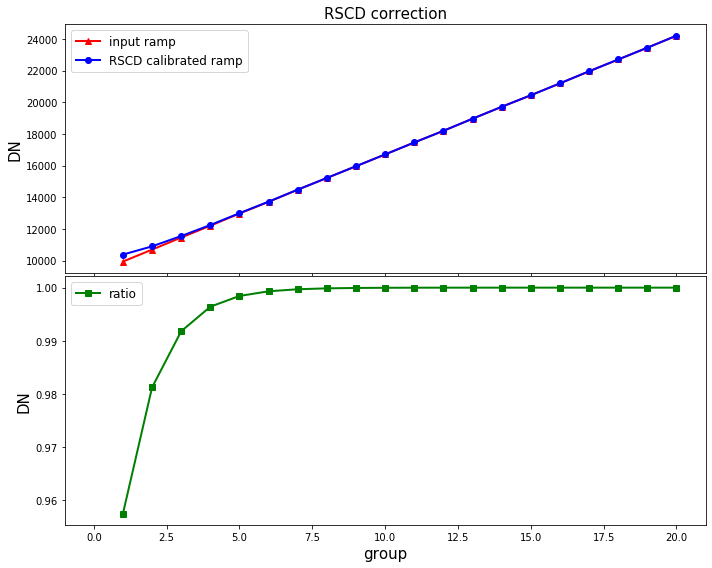 RSCD correction
input ramp
RSCD calibrated ramp
24000
22000
20000
18000
16000
14000
12000
10000
DN
ratio
1.00
0.99
0.98
0.97
0.96
DN
0.0 2.5 5.0 7.5 10.0 12.5 15.0 17.5 20.0
group